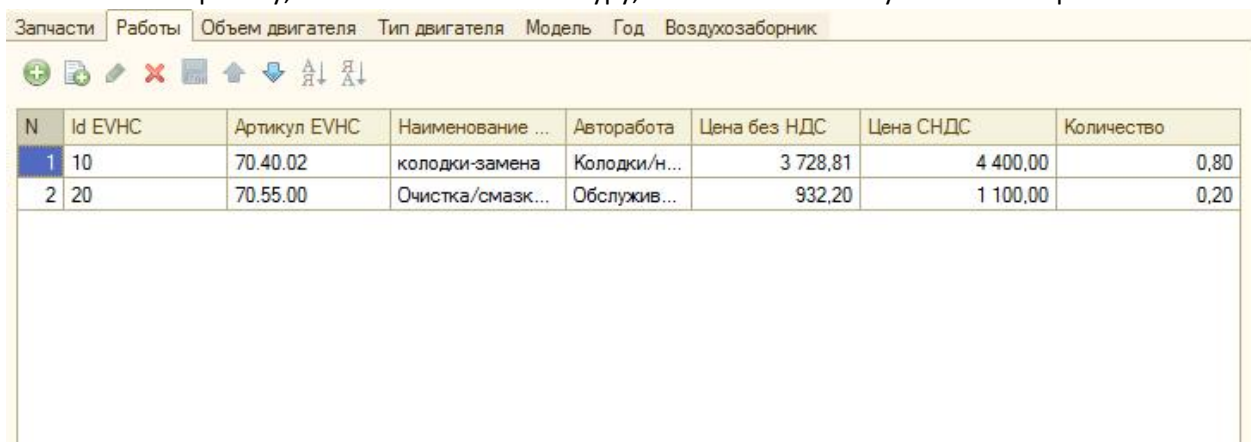 Запчасти Работы Объем двигателя Тип двигателя Модель Год Воздухозаборник
N Id EVHC Артикул EVHC Наименование ... Авторабота Цена без НДС Цена СНДС Количество
1 10 70.40.02 колодки-замена Колодки/н... 3 728,81 4 400,00 0,80
2 20 70.55.00 Очистка/смазк... Обслужив... 932,20 1 100,00 0,20